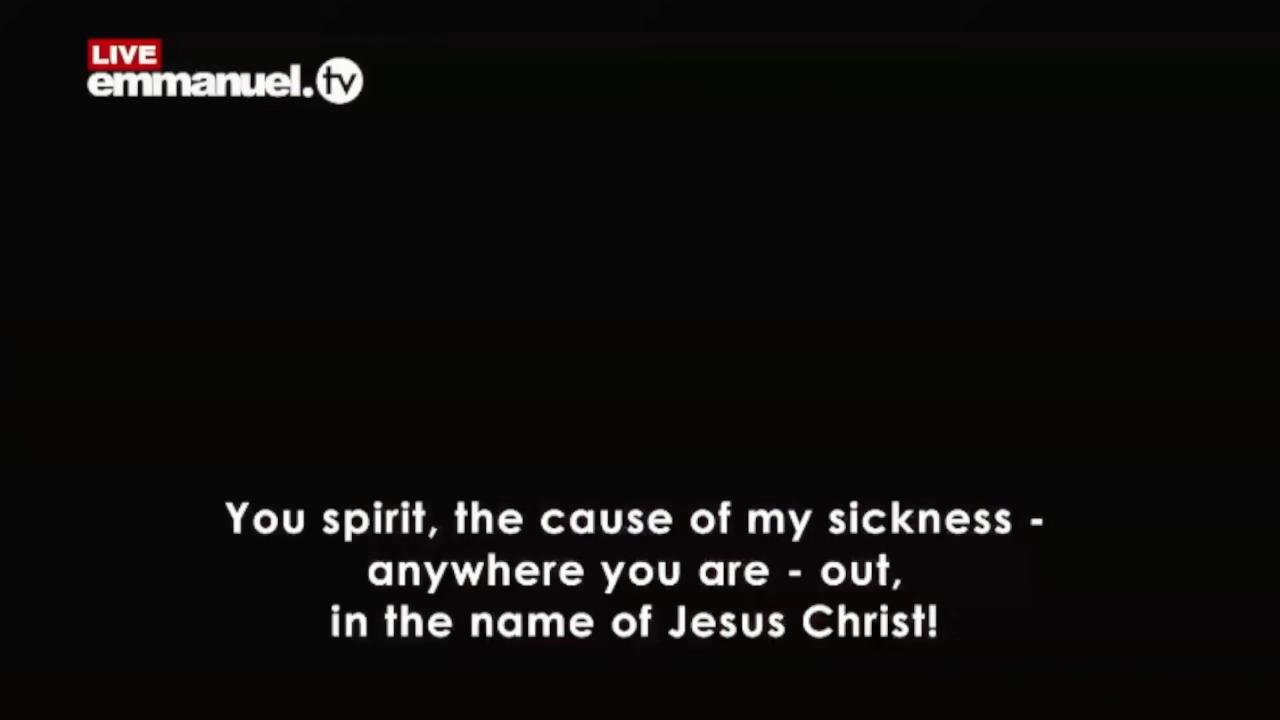 LIVE
emmanuel.tv
You spirit, the cause of my sickness -
anywhere you are - out,
in the name of Jesus Christ!